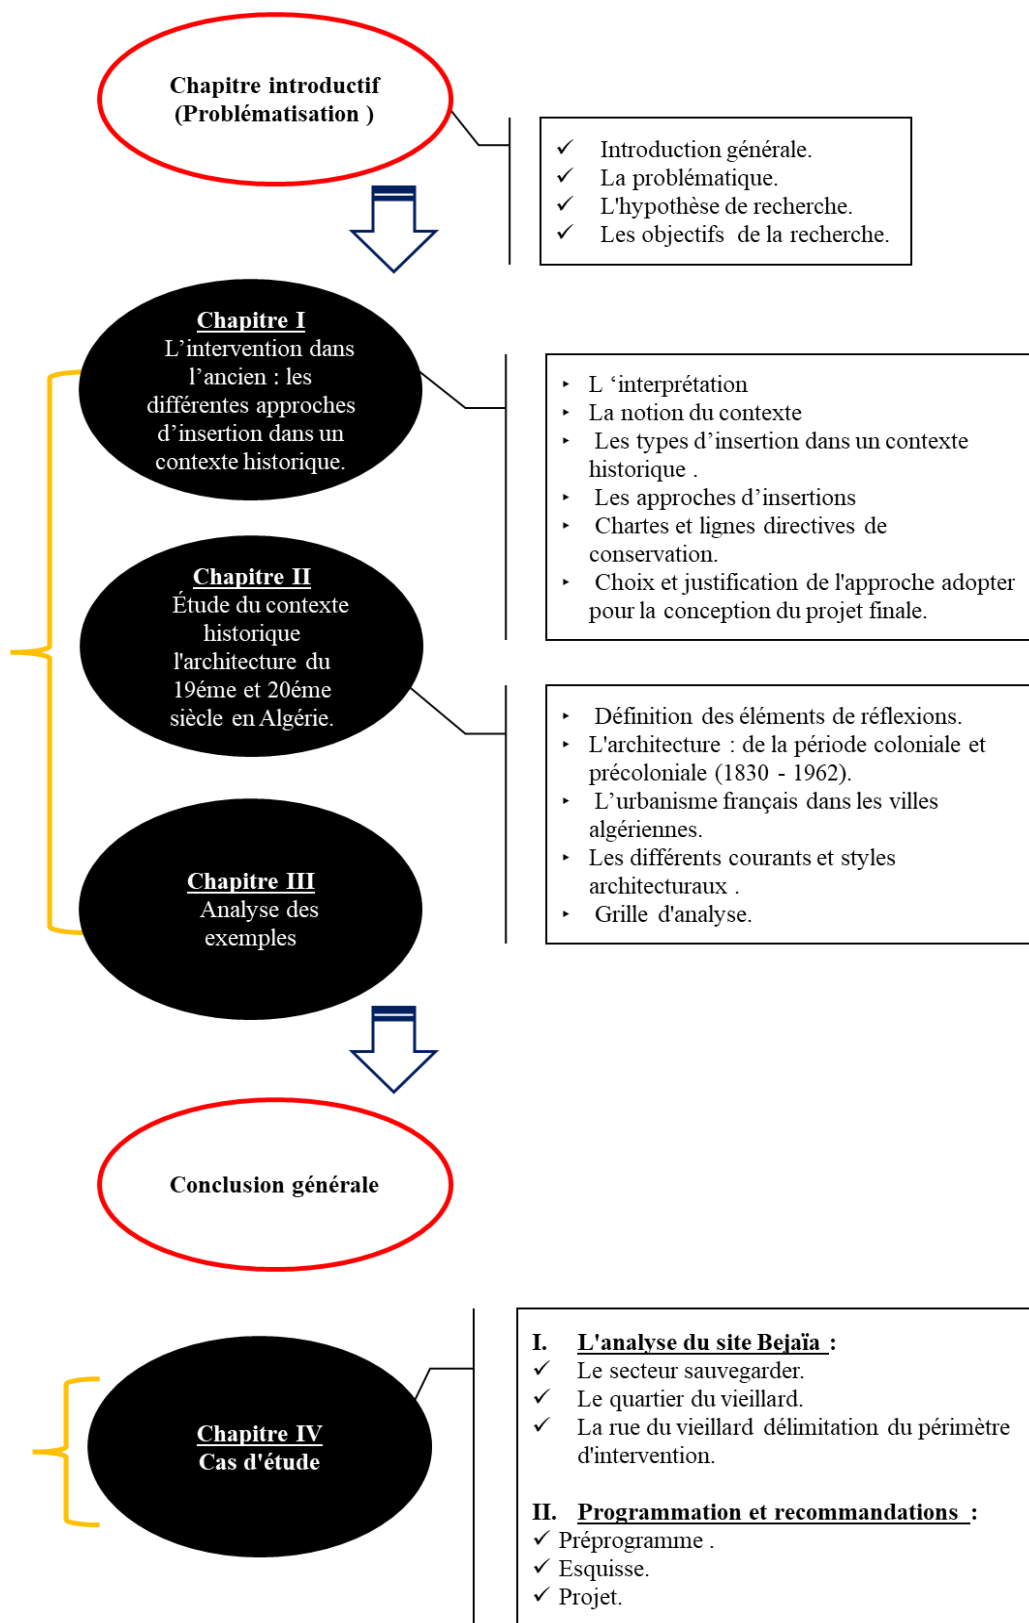 Chapitre introductif
(Problématisation )
✓ Introduction générale.
✓ La problématique.
✓ L'hypothèse de recherche.
✓ Les objectifs de la recherche.
Chapitre I
L’intervention dans
l’ancien : les
différentes approches
d’insertion dans un
contexte historique.
‣ L ‘interprétation
‣ La notion du contexte
‣ Les types d’insertion dans un contexte
historique .
‣ Les approches d’insertions
‣ Chartes et lignes directives de
conservation.
‣ Choix et justification de l'approche adopter
pour la conception du projet finale.
Chapitre II
Étude du contexte
historique
l'architecture du
19éme et 20éme
siècle en Algérie.
‣ Définition des éléments de réflexions.
‣ L'architecture : de la période coloniale et
précoloniale (1830 - 1962).
‣ L’urbanisme français dans les villes
algériennes.
‣ Les différents courants et styles
architecturaux .
‣ Grille d'analyse.
Chapitre III
Analyse des
exemples
Conclusion générale
Chapitre IV
Cas d'étude
I. L'analyse du site Bejaïa :
✓ Le secteur sauvegarder.
✓ Le quartier du vieillard.
✓ La rue du vieillard délimitation du périmètre
d'intervention.
II. Programmation et recommandations :
✓ Préprogramme .
✓ Esquisse.
✓ Projet.